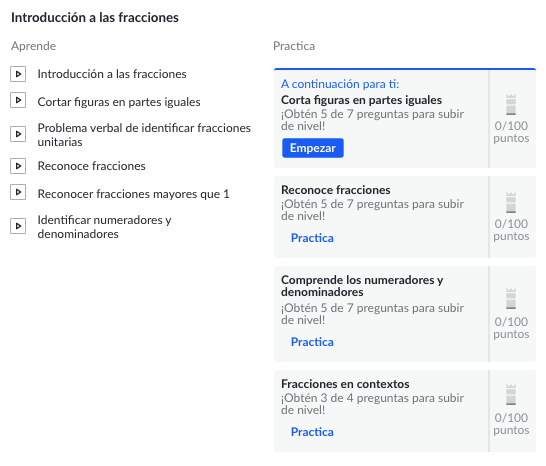 Introducción a las fracciones
Aprende
Introducción a las fracciones
Cortar figuras en partes iguales
Problema verbal de identificar fracciones
unitarias
Reconoce fracciones
Reconocer fracciones mayores que 1
Identificar numeradores y
denominadores
Practica
A continuación para ti:
Corta figuras en partes iguales
¡Obtén 5 de 7 preguntas para subir
de nivel!
Empezar
0/100
puntos
Reconoce fracciones
¡Obtén 5 de 7 preguntas para subir
de nivel!
Practica
0/100
puntos
Comprende los numeradores y
denominadores
¡Obtén 5 de 7 preguntas para subir
de nivel!
Practica
0/100
puntos
Fracciones en contextos
¡Obtén 3 de 4 preguntas para subir
de nivel!
Practica
0/100
puntos